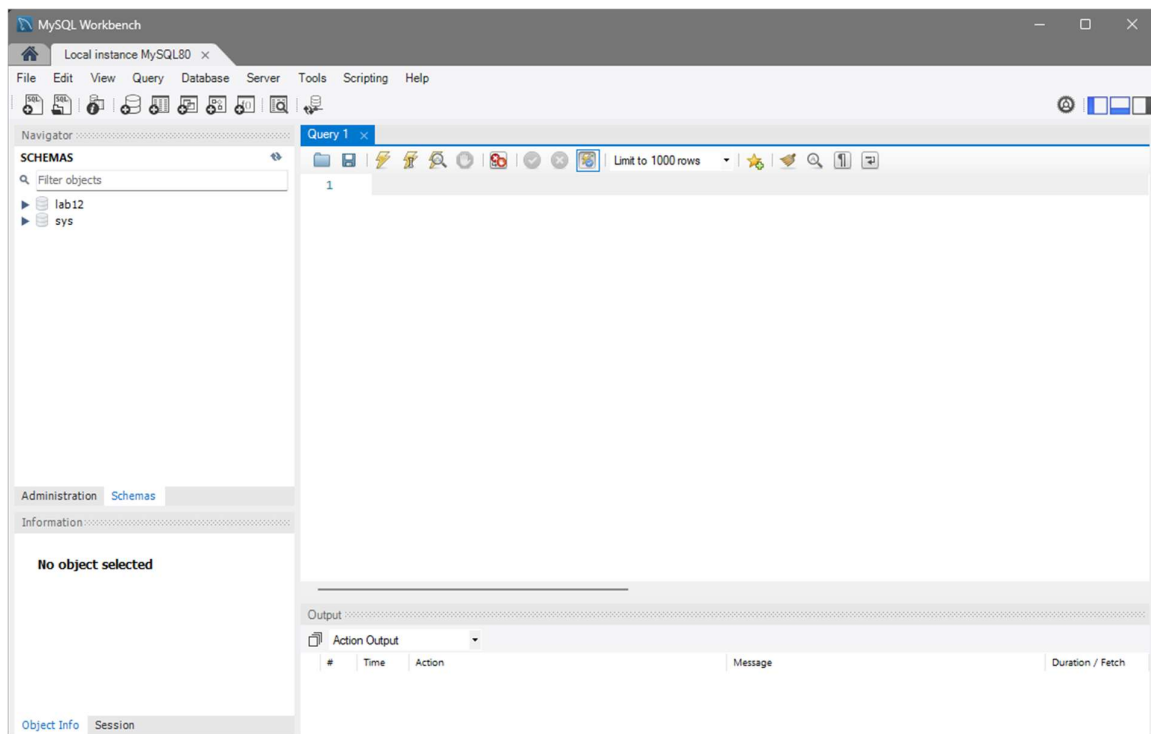 MySQL Workbench
Local instance MySQL80
File Edit View Query Database Server Tools Scripting Help
Navigator
SCHEMAS
Filter objects
lab12
sys
Administration Schemas
Information
No object selected
Object Info Session
Query 1
Limit to 1000 rows
1
Output
Action Output
# Time Action Message Duration / Fetch